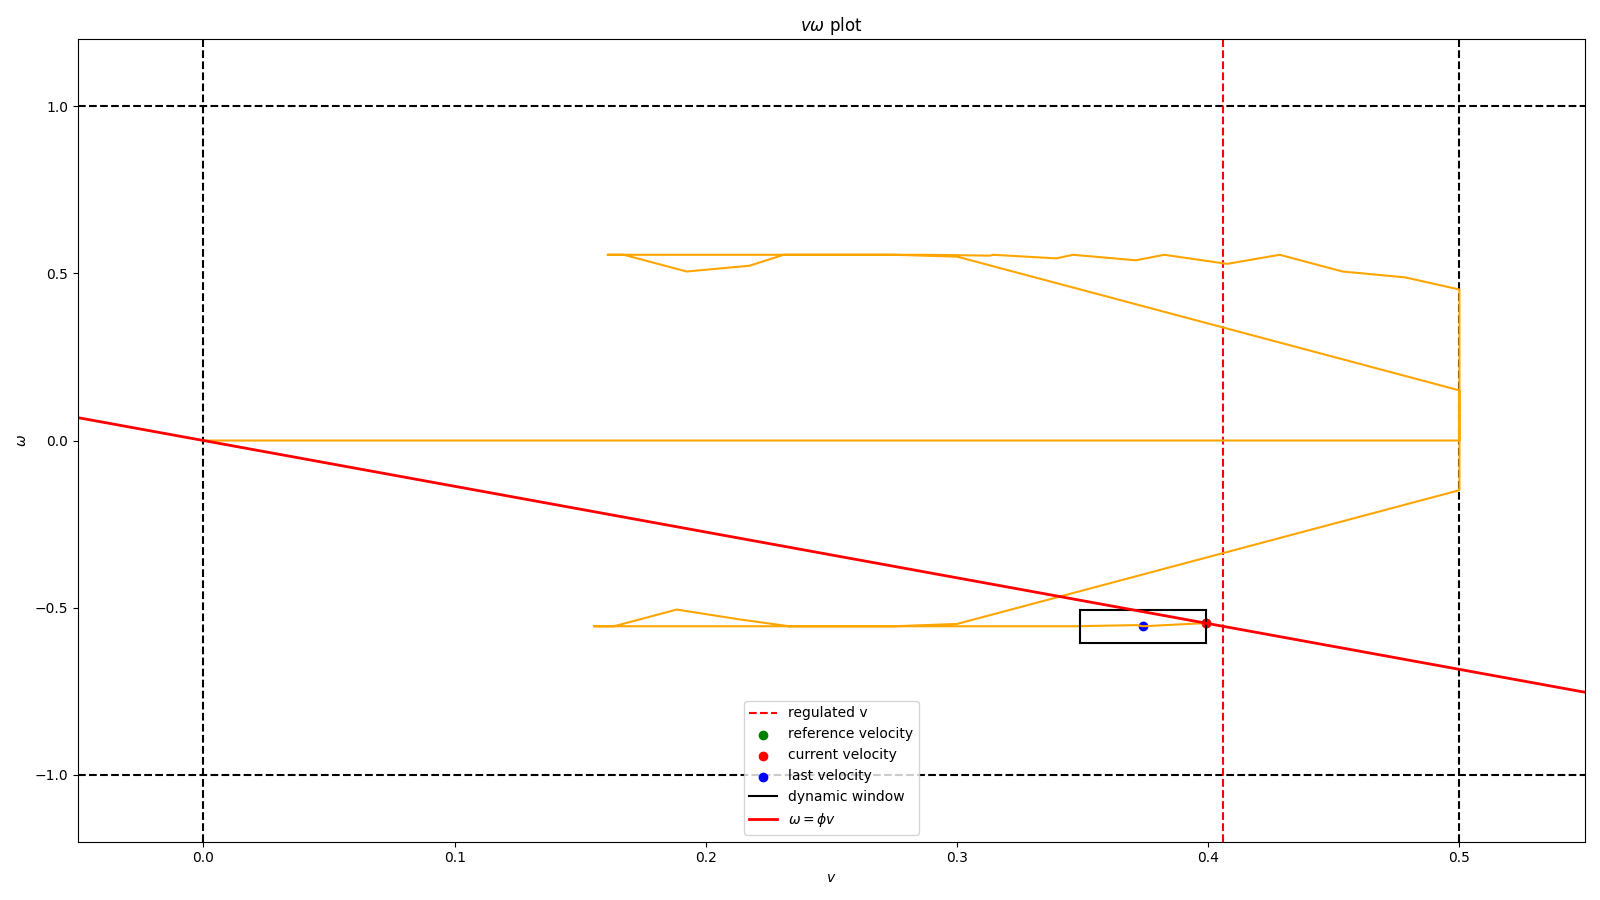 vω plot
1.0
0.5
0.0
−0.5
−1.0
ω
0.0 0.1 0.2 0.3 0.4 0.5
v
regulated v
reference velocity
current velocity
last velocity
dynamic window
ω = ϕv